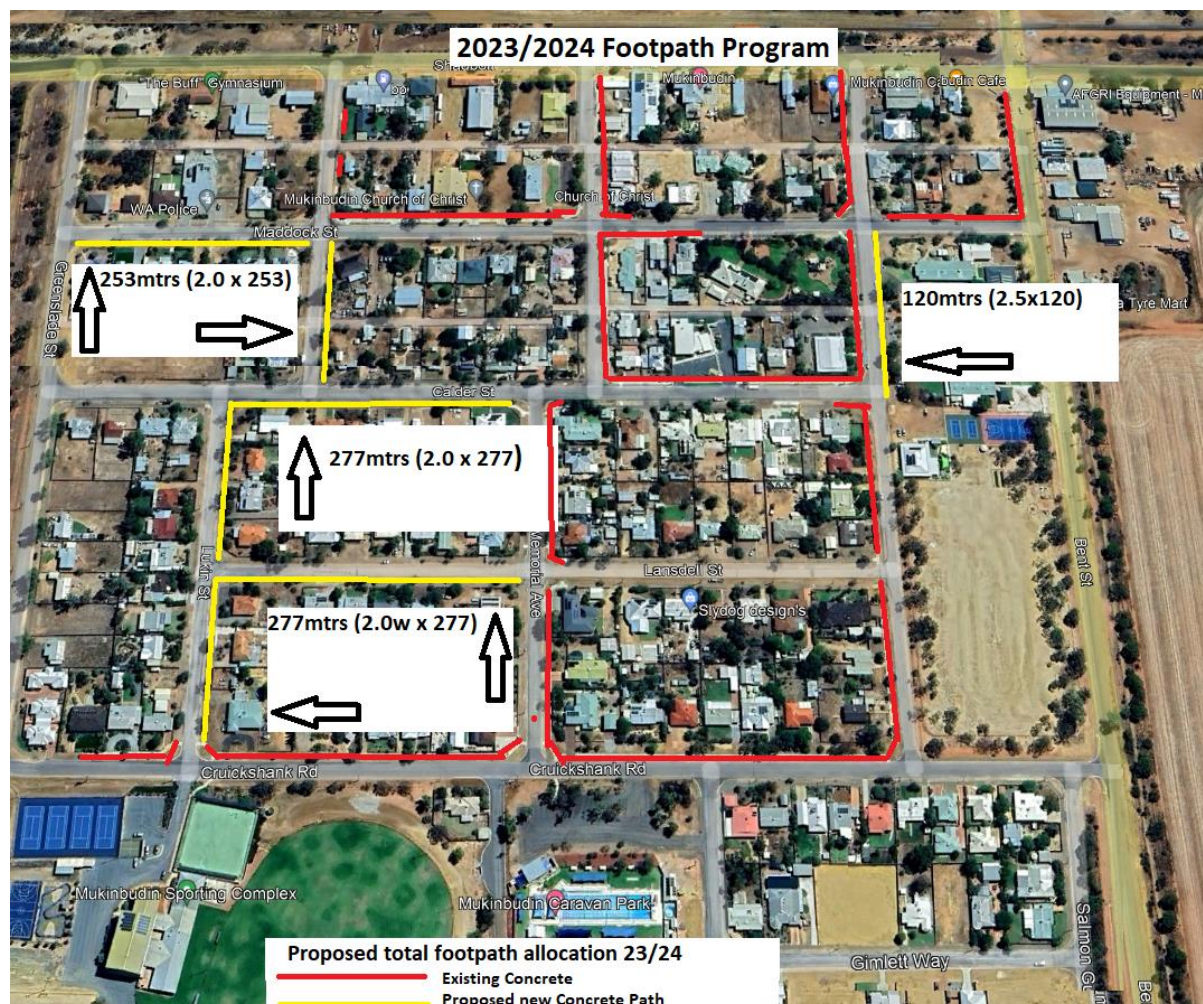 2023/2024 Footpath Program
"The Buff" Gymnasium
bp
Mukinbudin
AFGRI Equipment - M
WA Police
Mukinbudin Church of Christ
Church of Christ
Maddock St
Greenslade St
253mtrs (2.0 x 253)
120mtrs (2.5x120)
a Tyre Mart
Calder St
277mtrs (2.0 x 277)
Lukin St
Memorial Ave
Lansdell St
Bent St
Slydog design's
277mtrs (2.0w x 277)
Cruickshank Rd
Cruickshank Rd
Mukinbudin Sporting Complex
Mukinbudin Caravan Park
Salmon Gu
Gimlett Way
Be
Proposed total footpath allocation 23/24
Existing Concrete
Proposed new Concrete Path